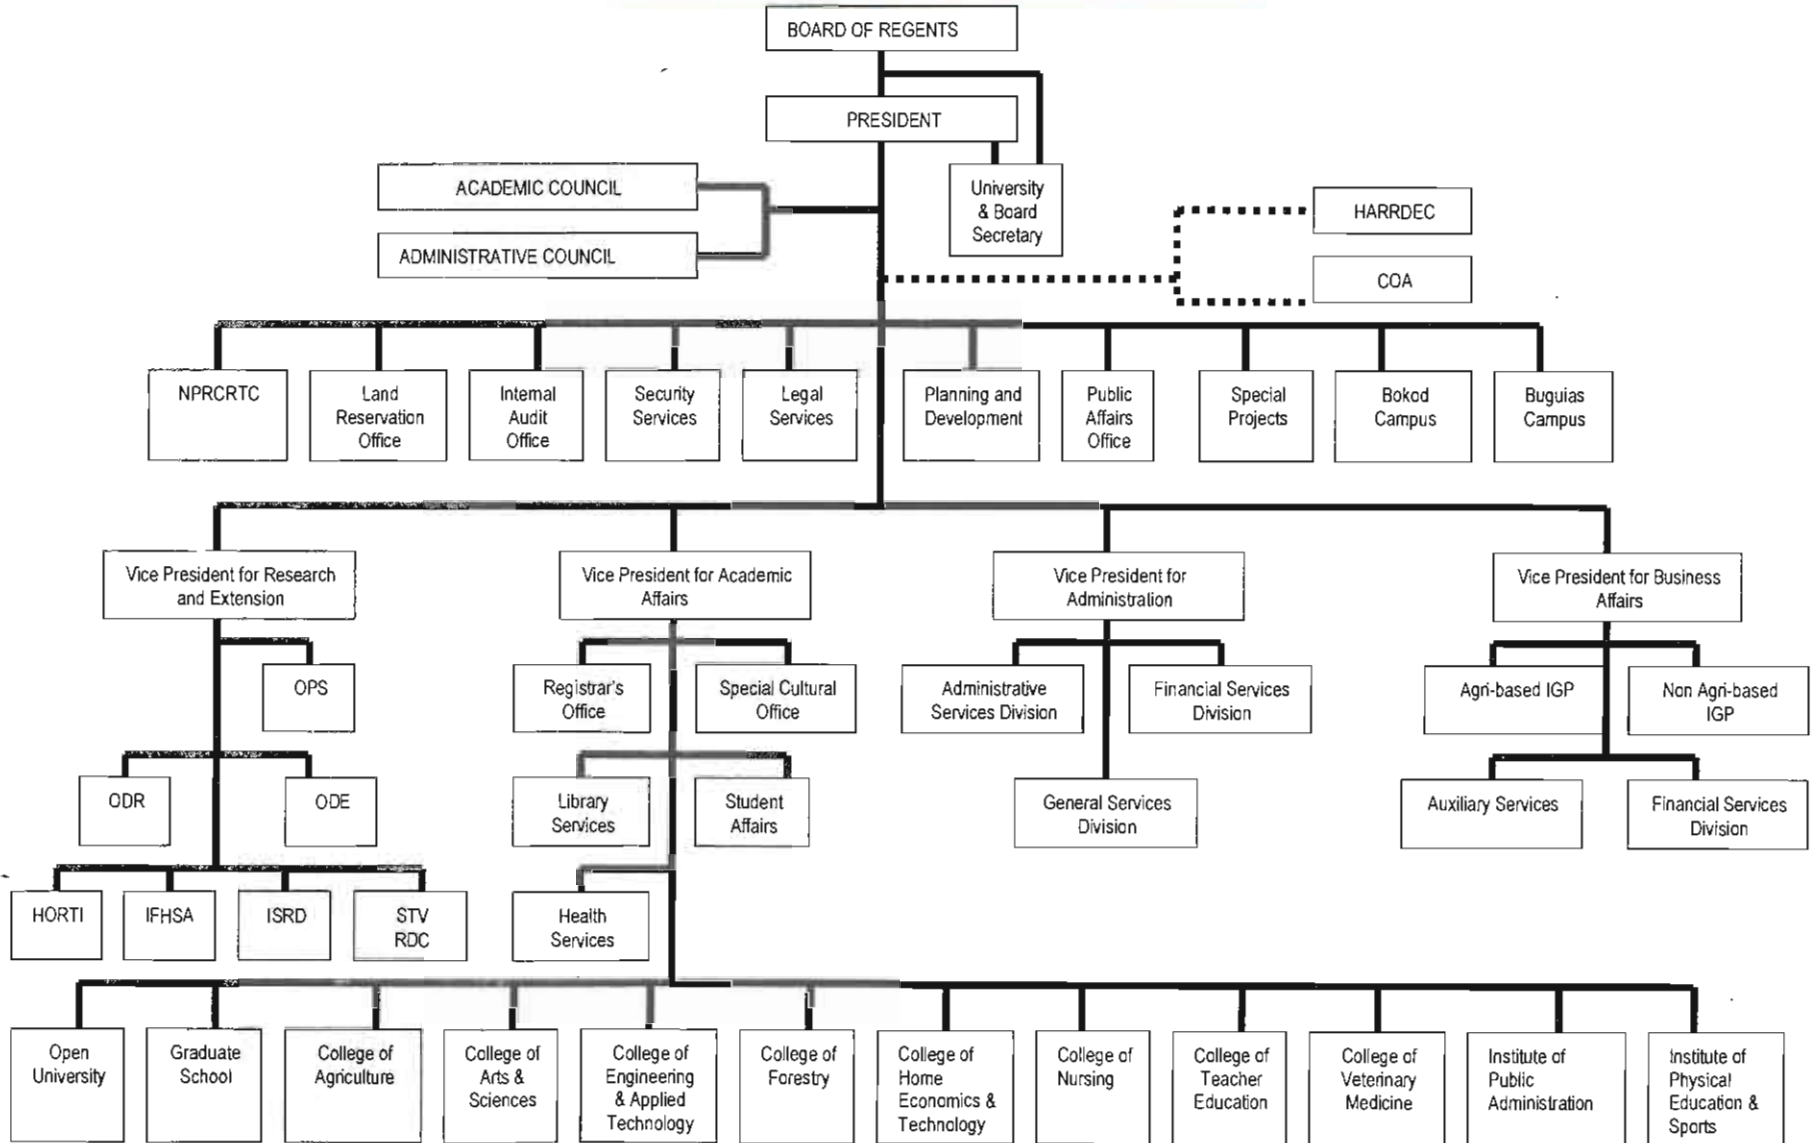 BOARD OF REGENTS
PRESIDENT
ACADEMIC COUNCIL
ADMINISTRATIVE COUNCIL
University
& Board
Secretary
HARRDEC
COA
NPRCRTC
Land
Reservation
Office
Internal
Audit
Office
Security
Services
Legal
Services
Planning and
Development
Public
Affairs
Office
Special
Projects
Bokod
Campus
Buguias
Campus
Vice President for Research
and Extension
Vice President for Academic
Affairs
Vice President for
Administration
Vice President for Business
Affairs
OPS
Registrar's
Office
Special Cultural
Office
Administrative
Services Division
Financial Services
Division
Agri-based IGP
Non Agri-based
IGP
ODR
ODE
Library
Services
Student
Affairs
General Services
Division
Auxiliary Services
Financial Services
Division
HORTI
IFHSA
ISRD
STV
RDC
Health
Services
Open
University
Graduate
School
College of
Agriculture
College of
Arts &
Sciences
College of
Engineering
& Applied
Technology
College of
Forestry
College of
Home
Economics &
Technology
College of
Nursing
College of
Teacher
Education
College of
Veterinary
Medicine
Institute of
Public
Administration
Institute of
Physical
Education &
Sports